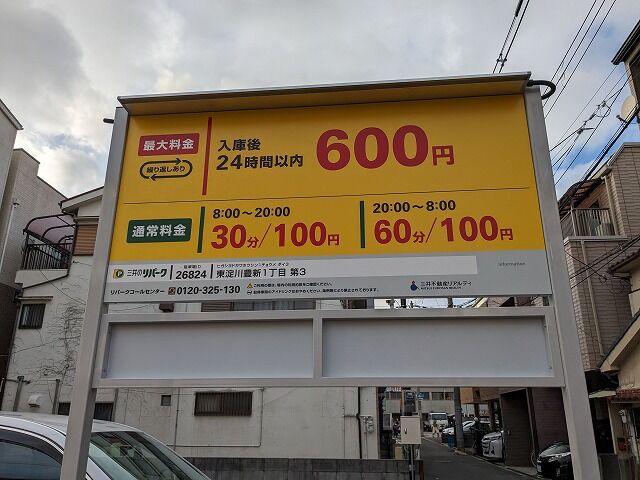 最大料金
繰り返しあり
入庫後
24時間以内
600円
通常料金
8:00〜20:00
30分/100円
20:00〜8:00
60分/100円
P 三井のリパーク
26824
東淀川豊新1丁目 第3
リパークコールセンター
0120-325-130
三井不動産リアルティ
MITSUI FUDOSAN REALTY
information